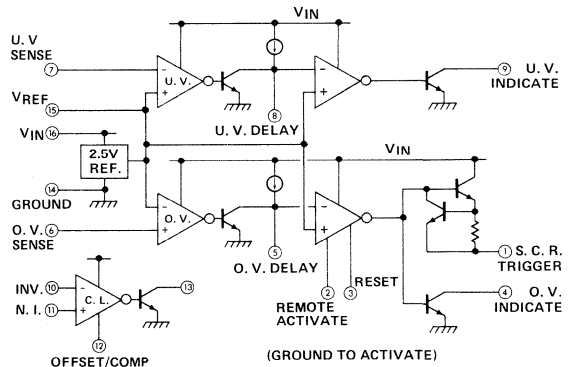 VIN
U. V
SENSE
7
-
U. V.
+
-
+
9
U. V.
INDICATE
VREF
15
8
U. V. DELAY
VIN
16
2.5V
REF.
VIN
14
GROUND
-
O. V.
+
-
+
O. V.
SENSE
6
5
O. V. DELAY
1
S. C. R.
TRIGGER
2
3
RESET
REMOTE
ACTIVATE
4
O. V.
INDICATE
INV.
10
-
C. L.
13
N. I.
11
+
12
OFFSET/COMP
(GROUND TO ACTIVATE)